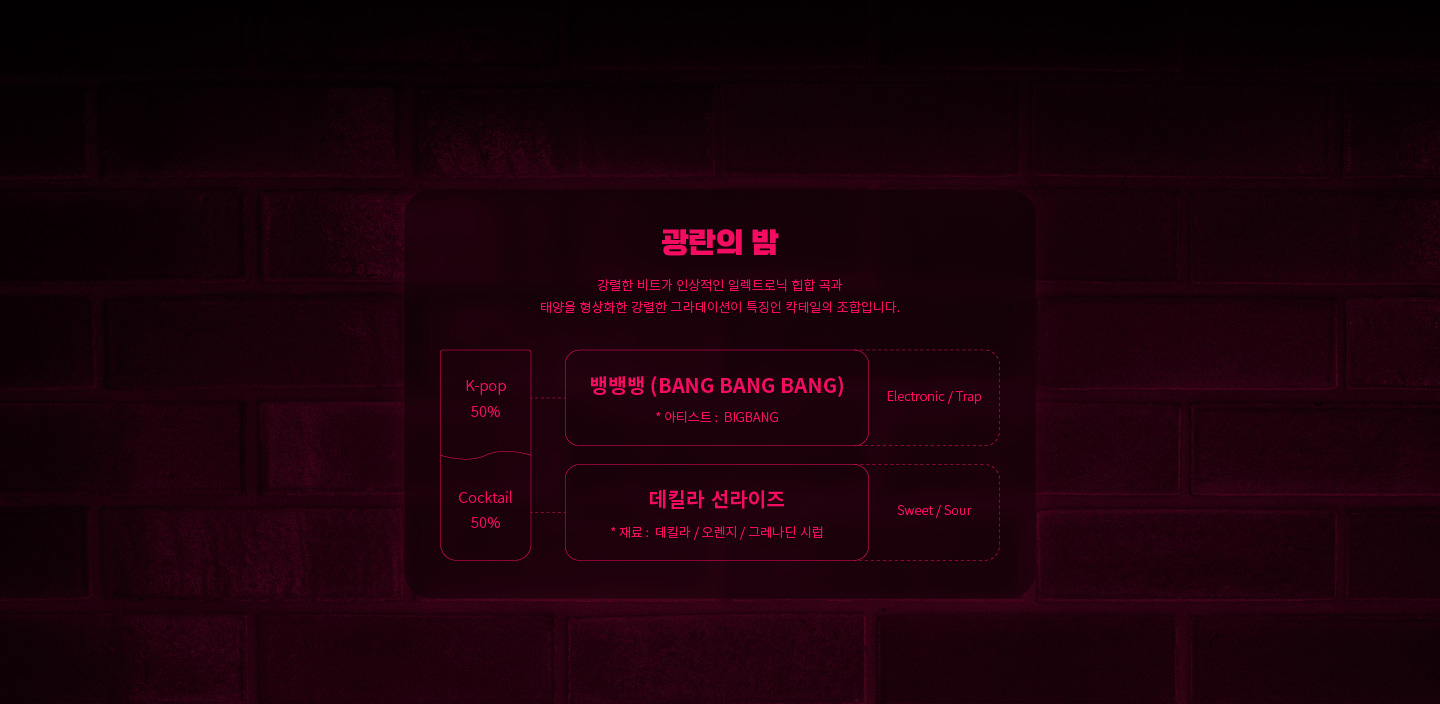 광란의 밤
강렬한 비트가 인상적인 일렉트로닉 힙합 곡과
태양을 형상화한 강렬한 그라데이션이 특징인 칵테일의 조합입니다.
K-pop
50%
뱅뱅뱅 (BANG BANG BANG)
* 아티스트 : BIGBANG
Electronic / Trap
Cocktail
50%
데킬라 선라이즈
* 재료 : 데킬라 / 오렌지 / 그레나딘 시럽
Sweet / Sour